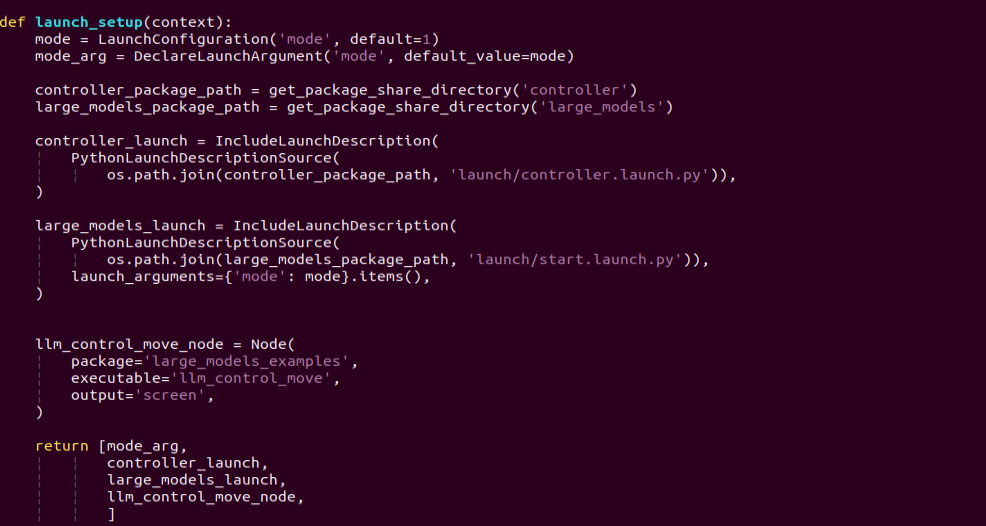 def launch_setup(context):
    mode = LaunchConfiguration('mode', default=1)
    mode_arg = DeclareLaunchArgument('mode', default_value=mode)

    controller_package_path = get_package_share_directory('controller')
    large_models_package_path = get_package_share_directory('large_models')

    controller_launch = IncludeLaunchDescription(
        PythonLaunchDescriptionSource(
            os.path.join(controller_package_path, 'launch/controller.launch.py')),
    )

    large_models_launch = IncludeLaunchDescription(
        PythonLaunchDescriptionSource(
            os.path.join(large_models_package_path, 'launch/start.launch.py')),
        launch_arguments={'mode': mode}.items(),
    )


    llm_control_move_node = Node(
        package='large_models_examples',
        executable='llm_control_move',
        output='screen',
    )

    return [mode_arg,
            controller_launch,
            large_models_launch,
            llm_control_move_node,
            ]